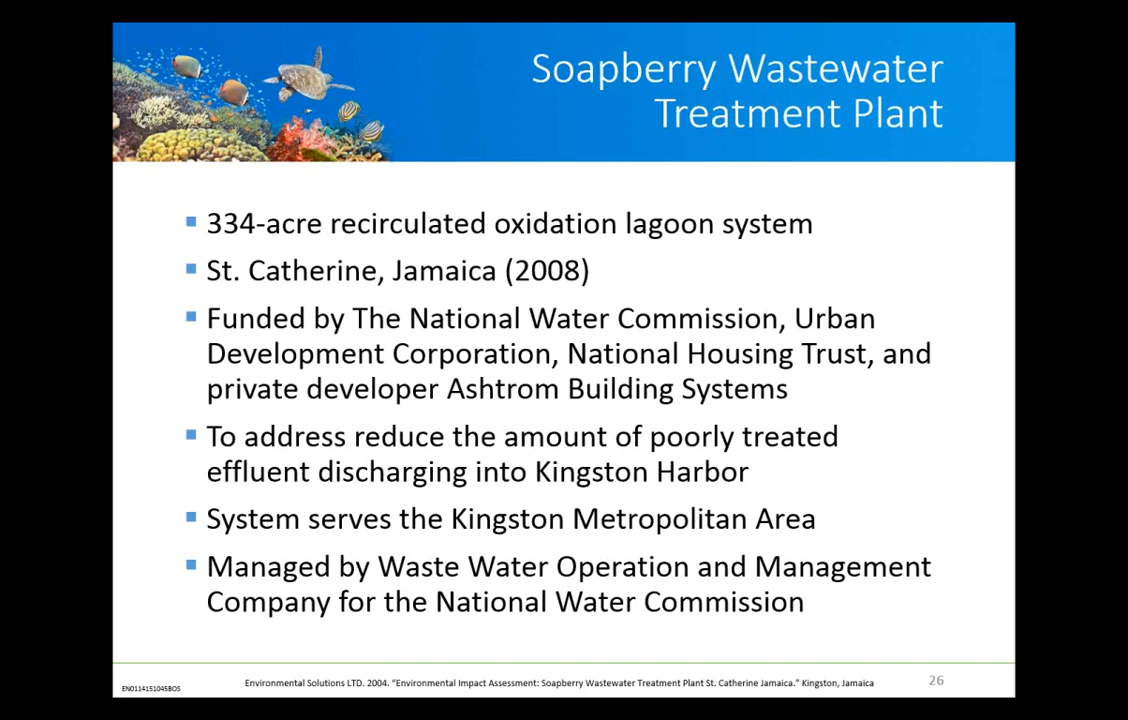 Soapberry Wastewater
Treatment Plant
334-acre recirculated oxidation lagoon system
St. Catherine, Jamaica (2008)
Funded by The National Water Commission, Urban
Development Corporation, National Housing Trust, and
private developer Ashtrom Building Systems
To address reduce the amount of poorly treated
effluent discharging into Kingston Harbor
System serves the Kingston Metropolitan Area
Managed by Waste Water Operation and Management
Company for the National Water Commission
EN0114151045BOS
Environmental Solutions LTD. 2004. “Environmental Impact Assessment: Soapberry Wastewater Treatment Plant St. Catherine Jamaica.” Kingston, Jamaica
26